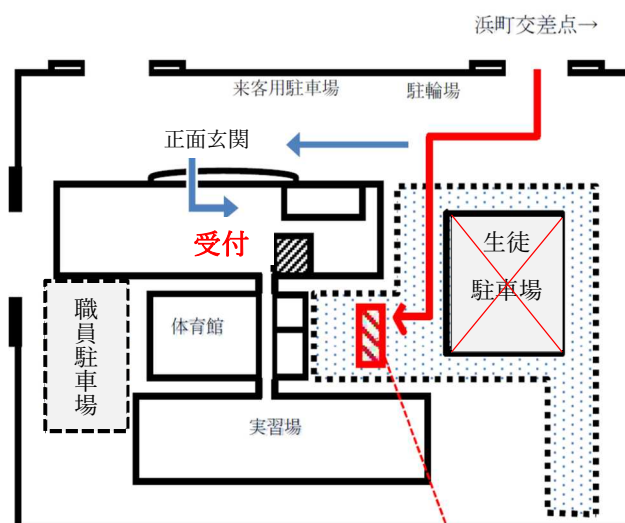 浜町交差点→
来客用駐車場
駐輪場
正面玄関
受付
生徒
駐車場
職員駐車場
体育館
実習場